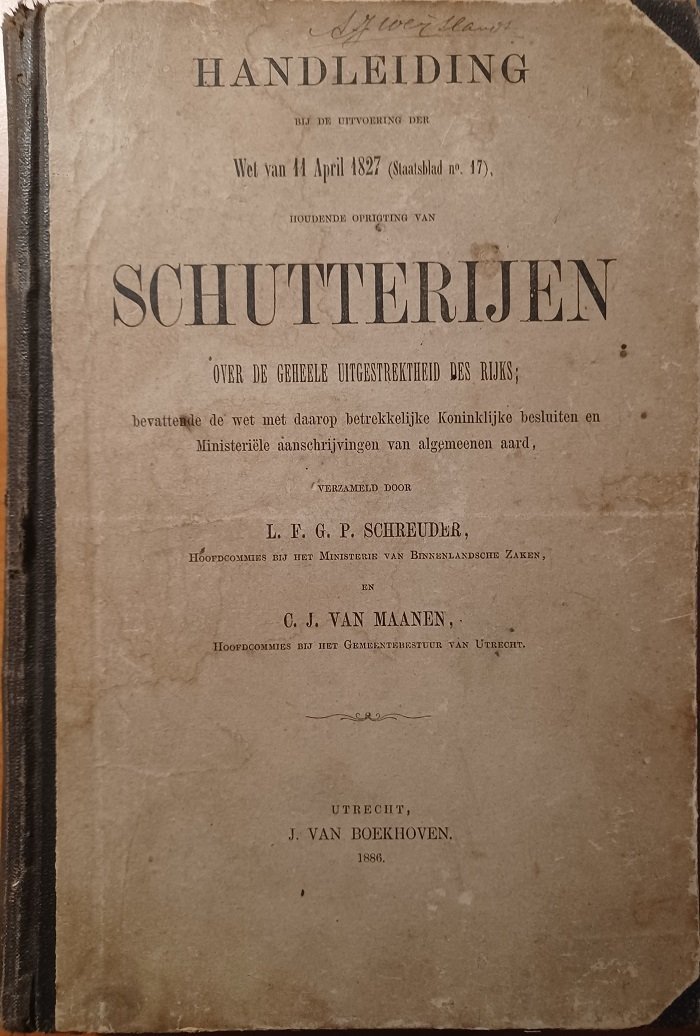 HANDLEIDING
BIJ DE UITVOERING DER
Wet van 11 April 1827 (Staatsblad no. 17),
HOUDENDE OPRIGTING VAN
SCHUTTERIJEN
OVER DE GEHEELE UITGESTREKTHEID DES RIJKS;
bevattende de wet met daarop betrekkelijke Koninklijke besluiten en
Ministeriële aanschrijvingen van algemeenen aard,
VERZAMELD DOOR
L. F. G. P. SCHREUDER,
HOOFDCOMMIES BIJ HET MINISTERIE VAN BINNENLANDSCHE ZAKEN,
EN
C. J. VAN MAANEN,
HOOFDCOMMIES BIJ HET GEMEENTEBESTUUR VAN UTRECHT.
UTRECHT,
J. VAN BOEKHOVEN.
1886.